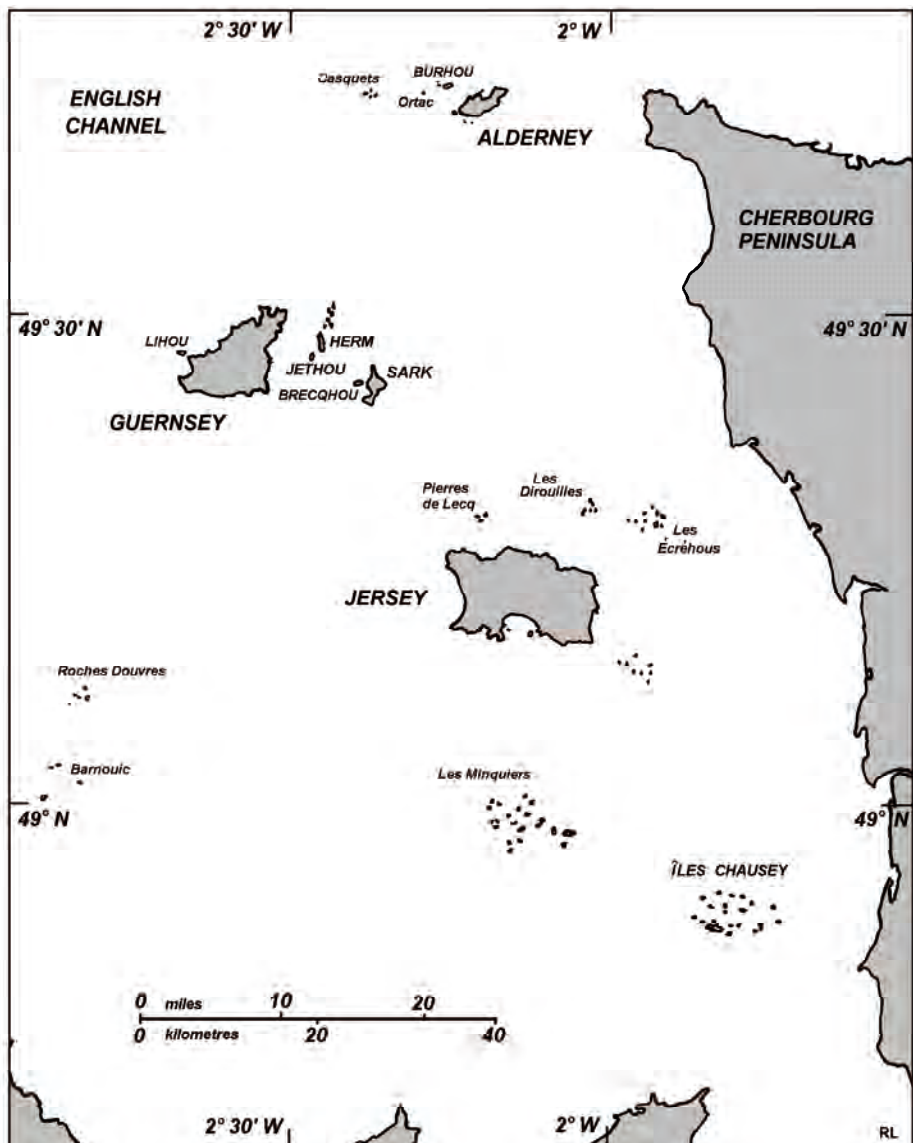 2° 30' W
2° W
BURHOU
Casquets
Ortac
ENGLISH
CHANNEL
ALDERNEY
CHERBOURG
PENINSULA
49° 30' N
49° 30' N
LIHOU
HERM
JETHOU
SARK
BRECQHOU
GUERNSEY
Pierres
de Lecq
Les
Dirouilles
Les
Écréhous
JERSEY
Roches Douvres
Barnouic
Les Minquiers
49° N
49° N
ÎLES CHAUSEY
0 miles 10 20
0 kilometres 20 40
2° 30' W
2° W
RL